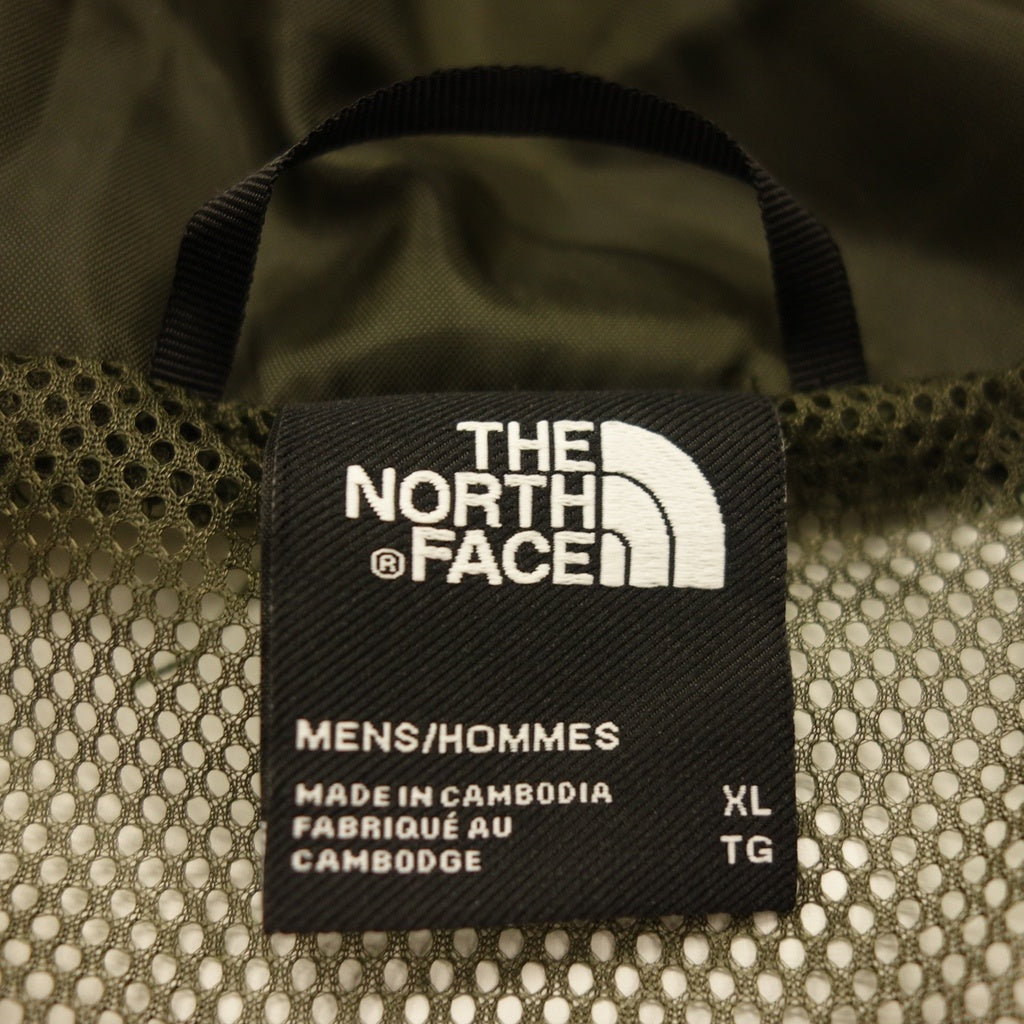 THE
NORTH
® FACE
MENS/HOMMES
MADE IN CAMBODIA
FABRIQUÉ AU
CAMBODGE
XL
TG